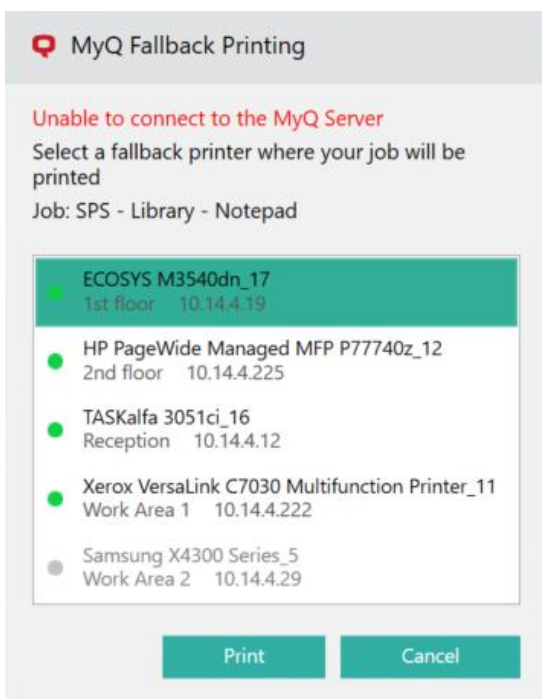 MyQ Fallback Printing
Unable to connect to the MyQ Server
Select a fallback printer where your job will be
printed
Job: SPS - Library - Notepad
ECOSYS M3540dn_17
1st floor 10.14.4.19
HP PageWide Managed MFP P77740z_12
2nd floor 10.14.4.225
TASKalfa 3051ci_16
Reception 10.14.4.12
Xerox VersaLink C7030 Multifunction Printer_11
Work Area 1 10.14.4.222
Samsung X4300 Series_5
Work Area 2 10.14.4.29
Print Cancel